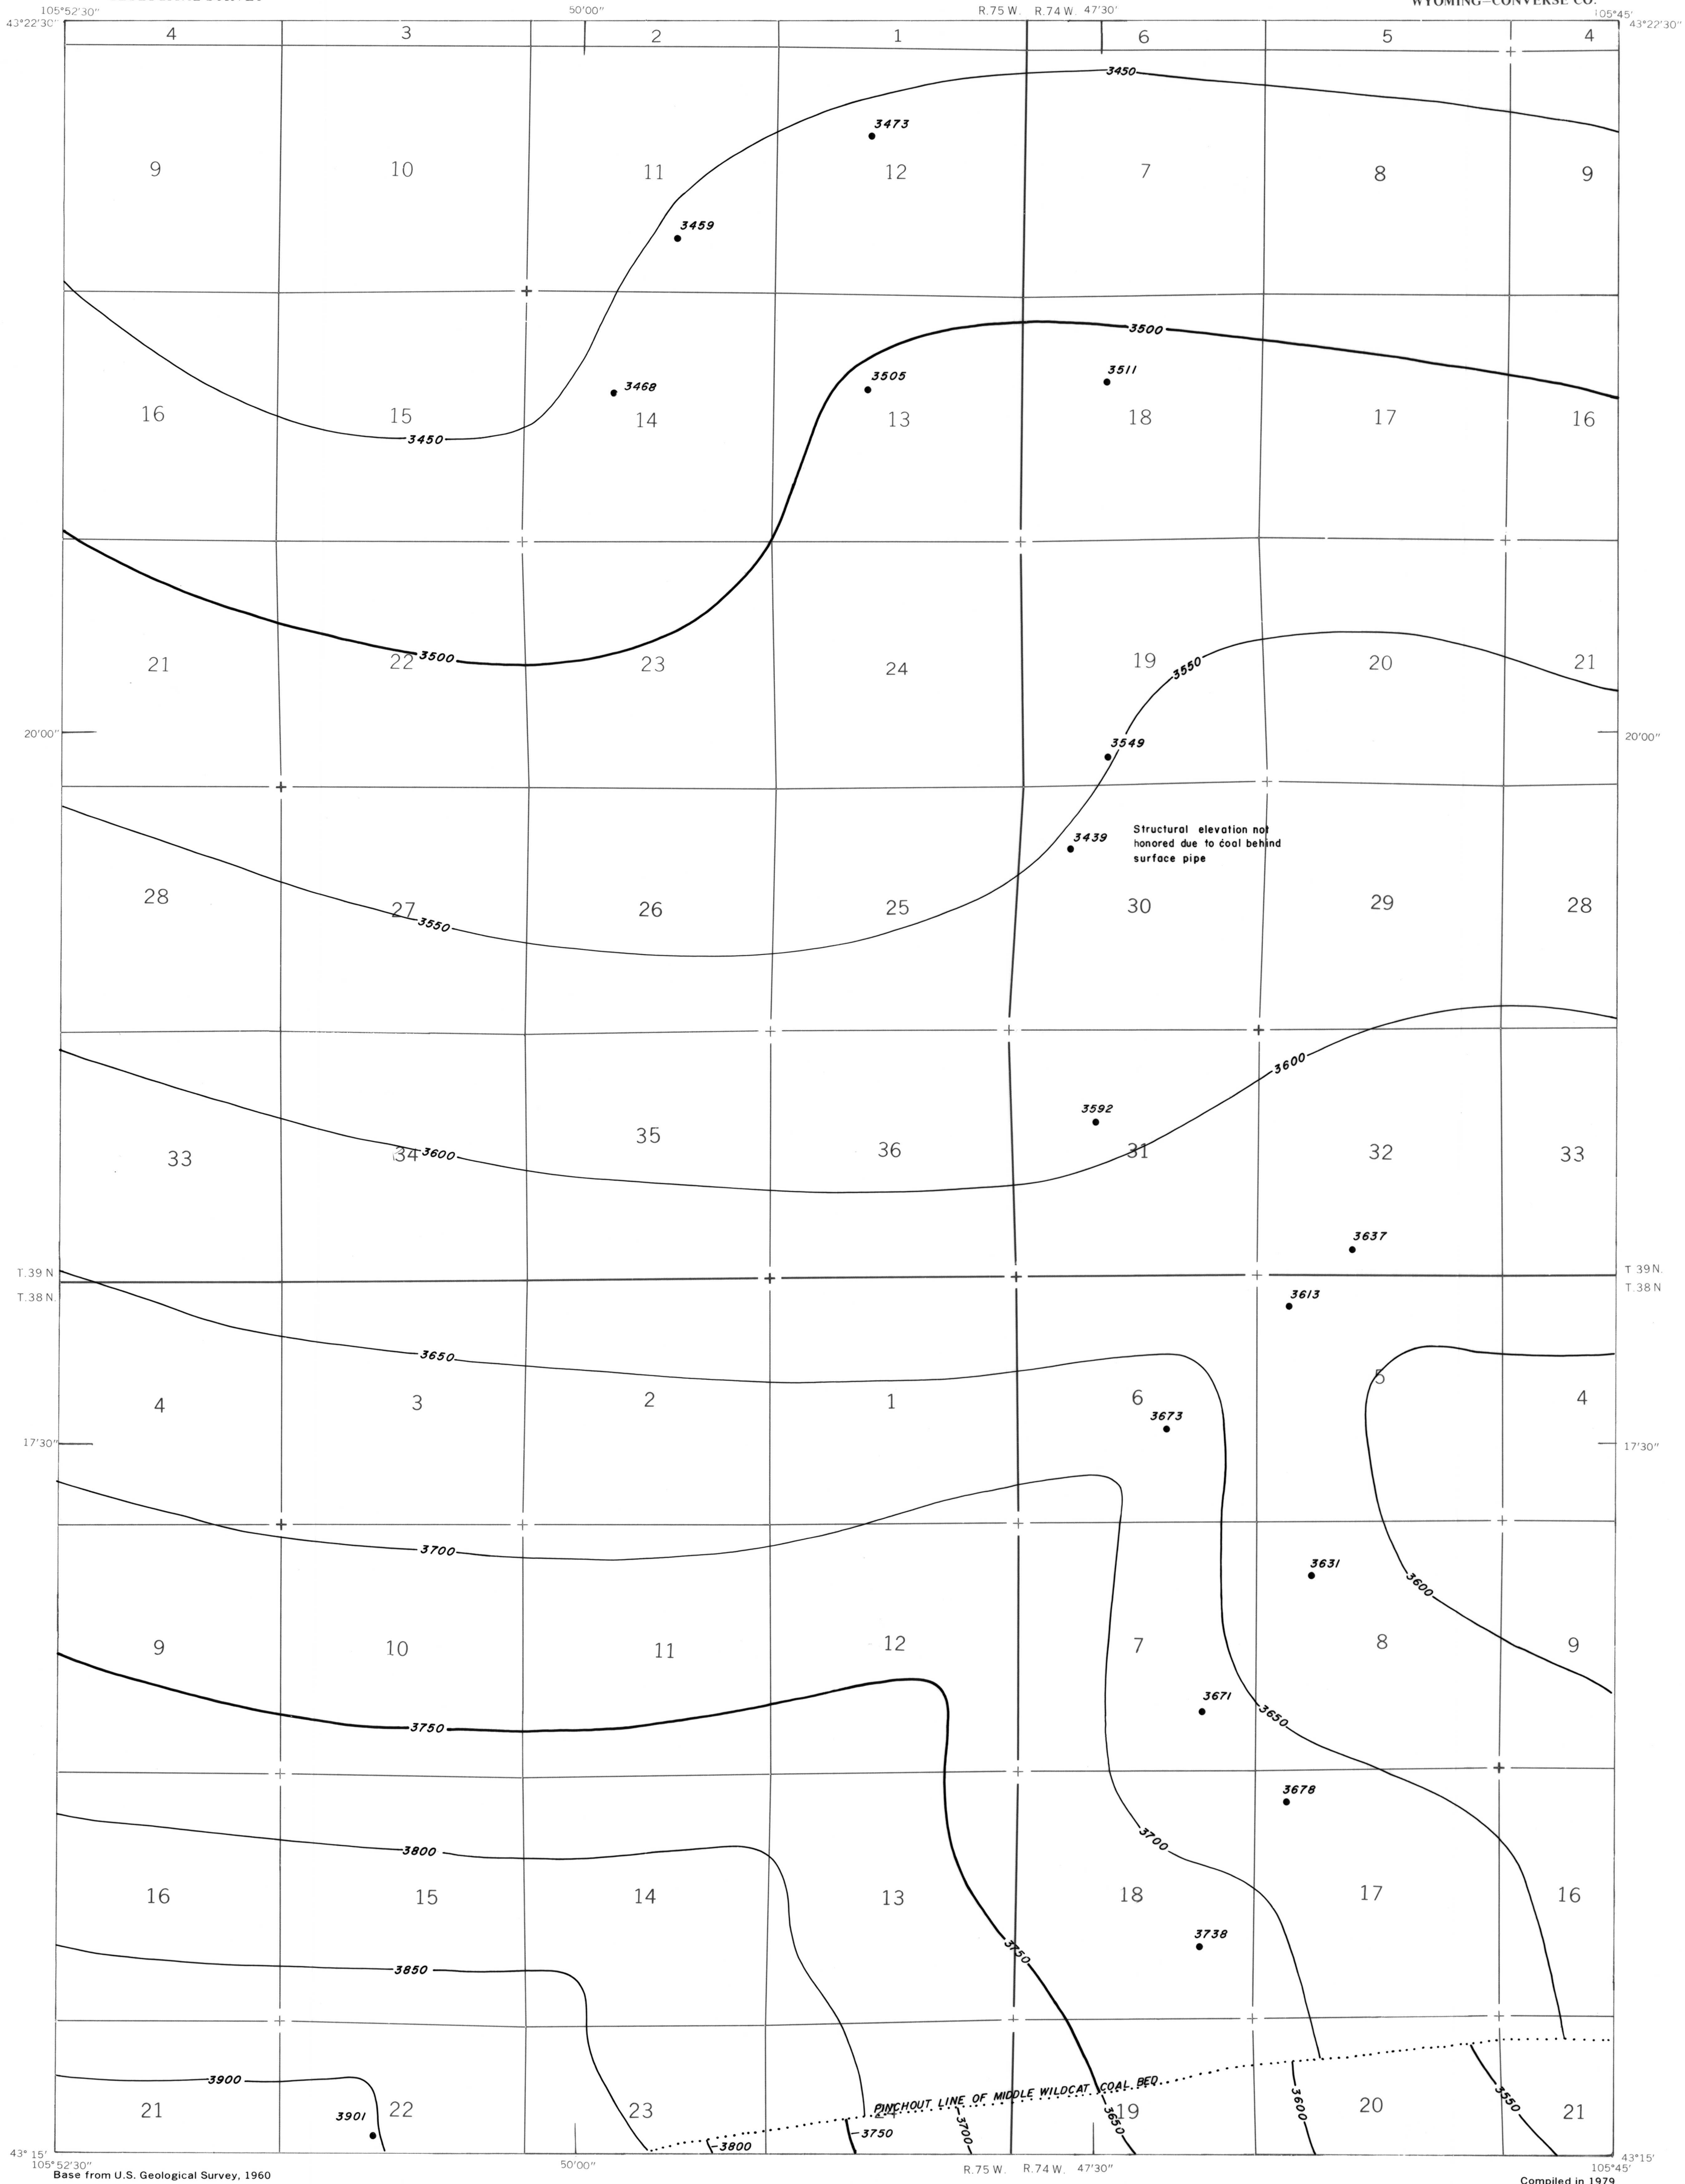 WYOMING—CONVERSE CO.
105°52'30" 50'00" R.75 W. R.74 W. 47'30" 105°45'
43°22'30" 43°22'30"
4 3 2 1 6 5 4
3450
3473
9 10 11 12 7 8 9
3459
3500
3511
3505
3468
16 15 14 13 18 17 16
3450
21 22 3500 23 24 19 3550 20 21
20'00" 20'00"
3549
3439
Structural elevation not
honored due to coal behind
surface pipe
28 27 3550 26 25 30 29 28
3600
3592
33 34 3600 35 36 31 32 33
3637
T.39 N T 39 N.
T.38 N. T.38 N
3613
3650
4 3 2 1 6 5 4
3673
17'30" 17'30"
3700
3631
3600
9 10 11 12 7 8 9
3671
3650
3750
3678
3700
3800
16 15 14 13 18 17 16
3738
3750
3850
3900
PINCHOUT LINE OF MIDDLE WILDCAT COAL BED
21 3901 22 23 24 19 20 21
3800 3750 3700 3650 3600 3550
43°15' 43°15'
105°52'30" 50'00" R.75 W. R.74 W. 47'30" 105°45'
Base from U.S. Geological Survey, 1960
Compiled in 1979